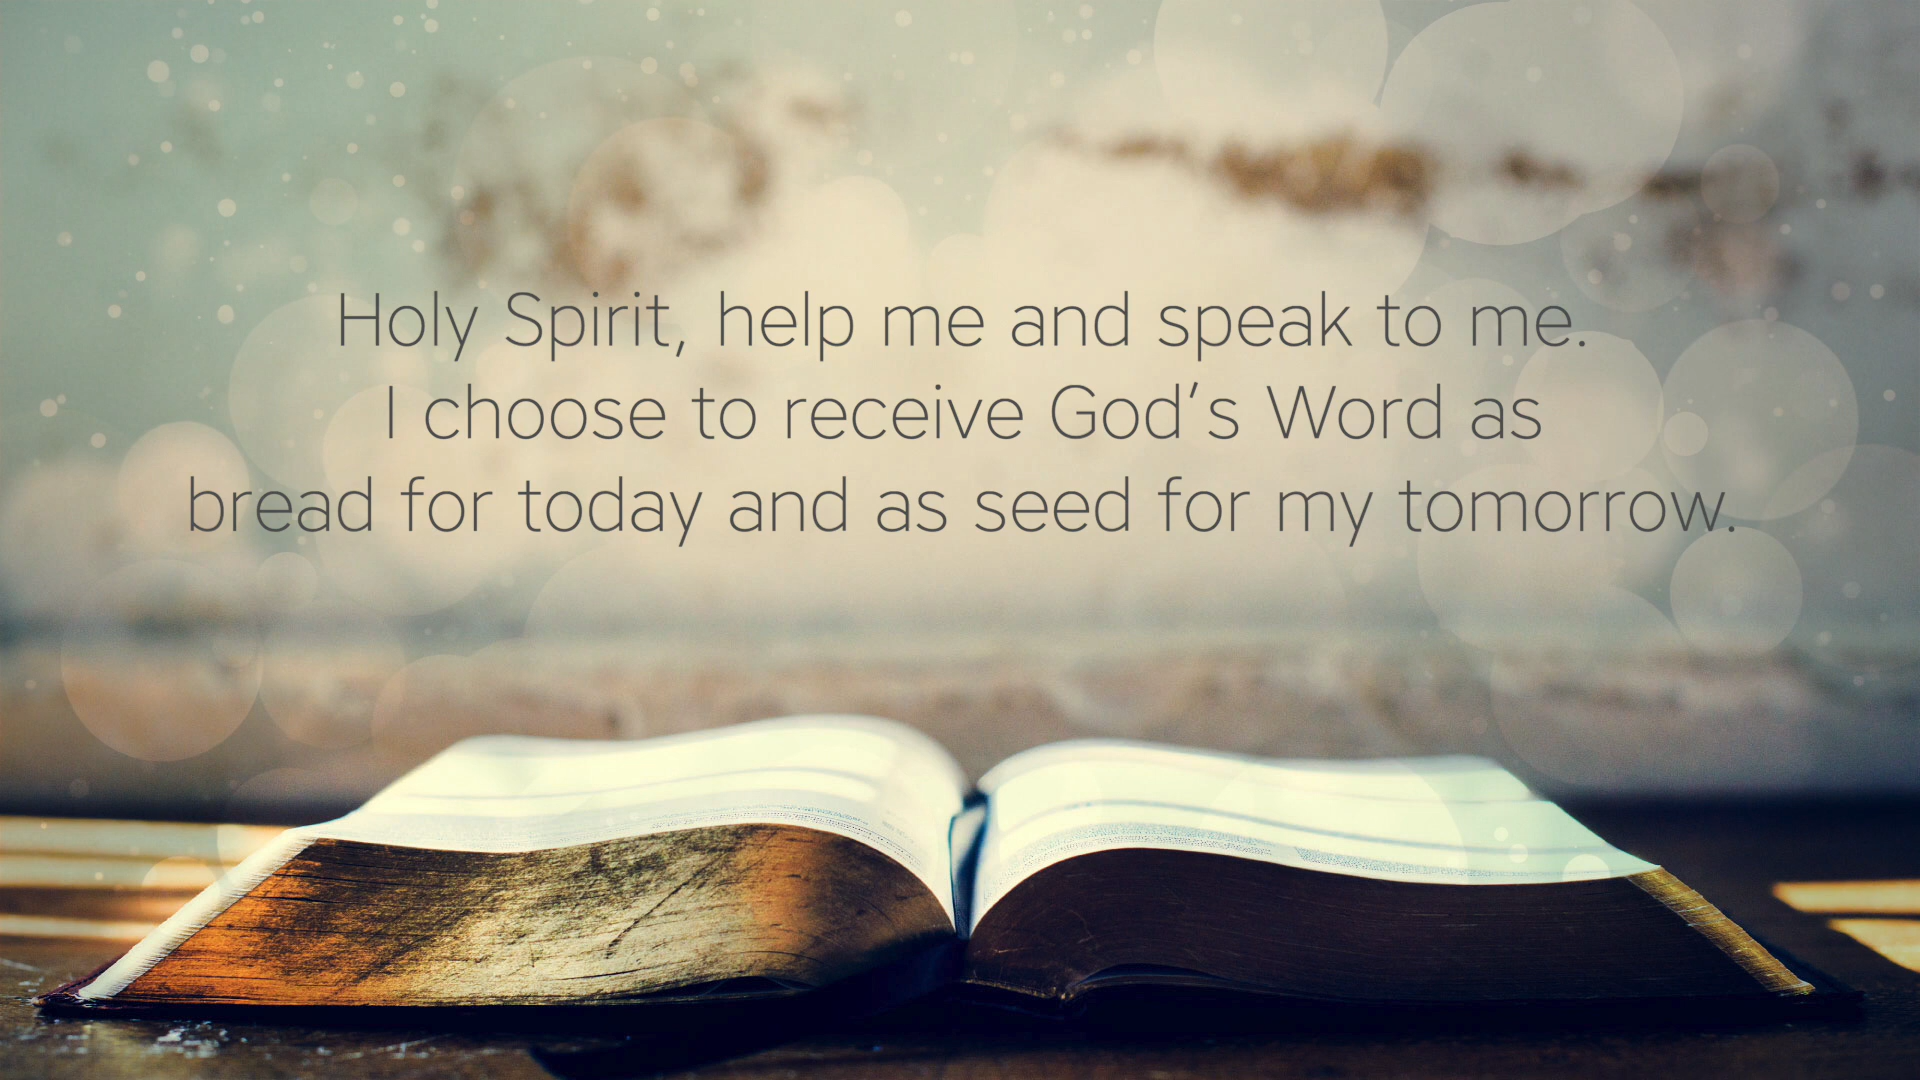 Holy Spirit, help me and speak to me.
I choose to receive God's Word as
bread for today and as seed for my tomorrow.